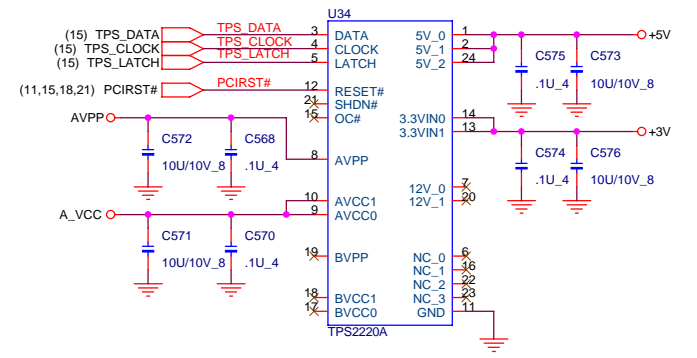 U34
(15) TPS_DATA TPS_DATA 3 DATA 5V_0 1 +5V
(15) TPS_CLOCK TPS_CLOCK 4 CLOCK 5V_1 2
(15) TPS_LATCH TPS_LATCH 5 LATCH 5V_2 24
C575 C573
.1U_4 10U/10V_8
(11,15,18,21) PCIRST# PCIRST# 12 RESET#
21 SHDN#
15 OC# 3.3VIN0 14
3.3VIN1 13 +3V
AVPP
C572 C568
10U/10V_8 .1U_4
8 AVPP
C574 C576
.1U_4 10U/10V_8
12V_0 7
10 AVCC1 12V_1 20
A_VCC 9 AVCC0
C571 C570
10U/10V_8 .1U_4
19 BVPP NC_0 6
NC_1 16
NC_2 22
18 BVCC1 NC_3 23
17 BVCC0 GND 11
TPS2220A